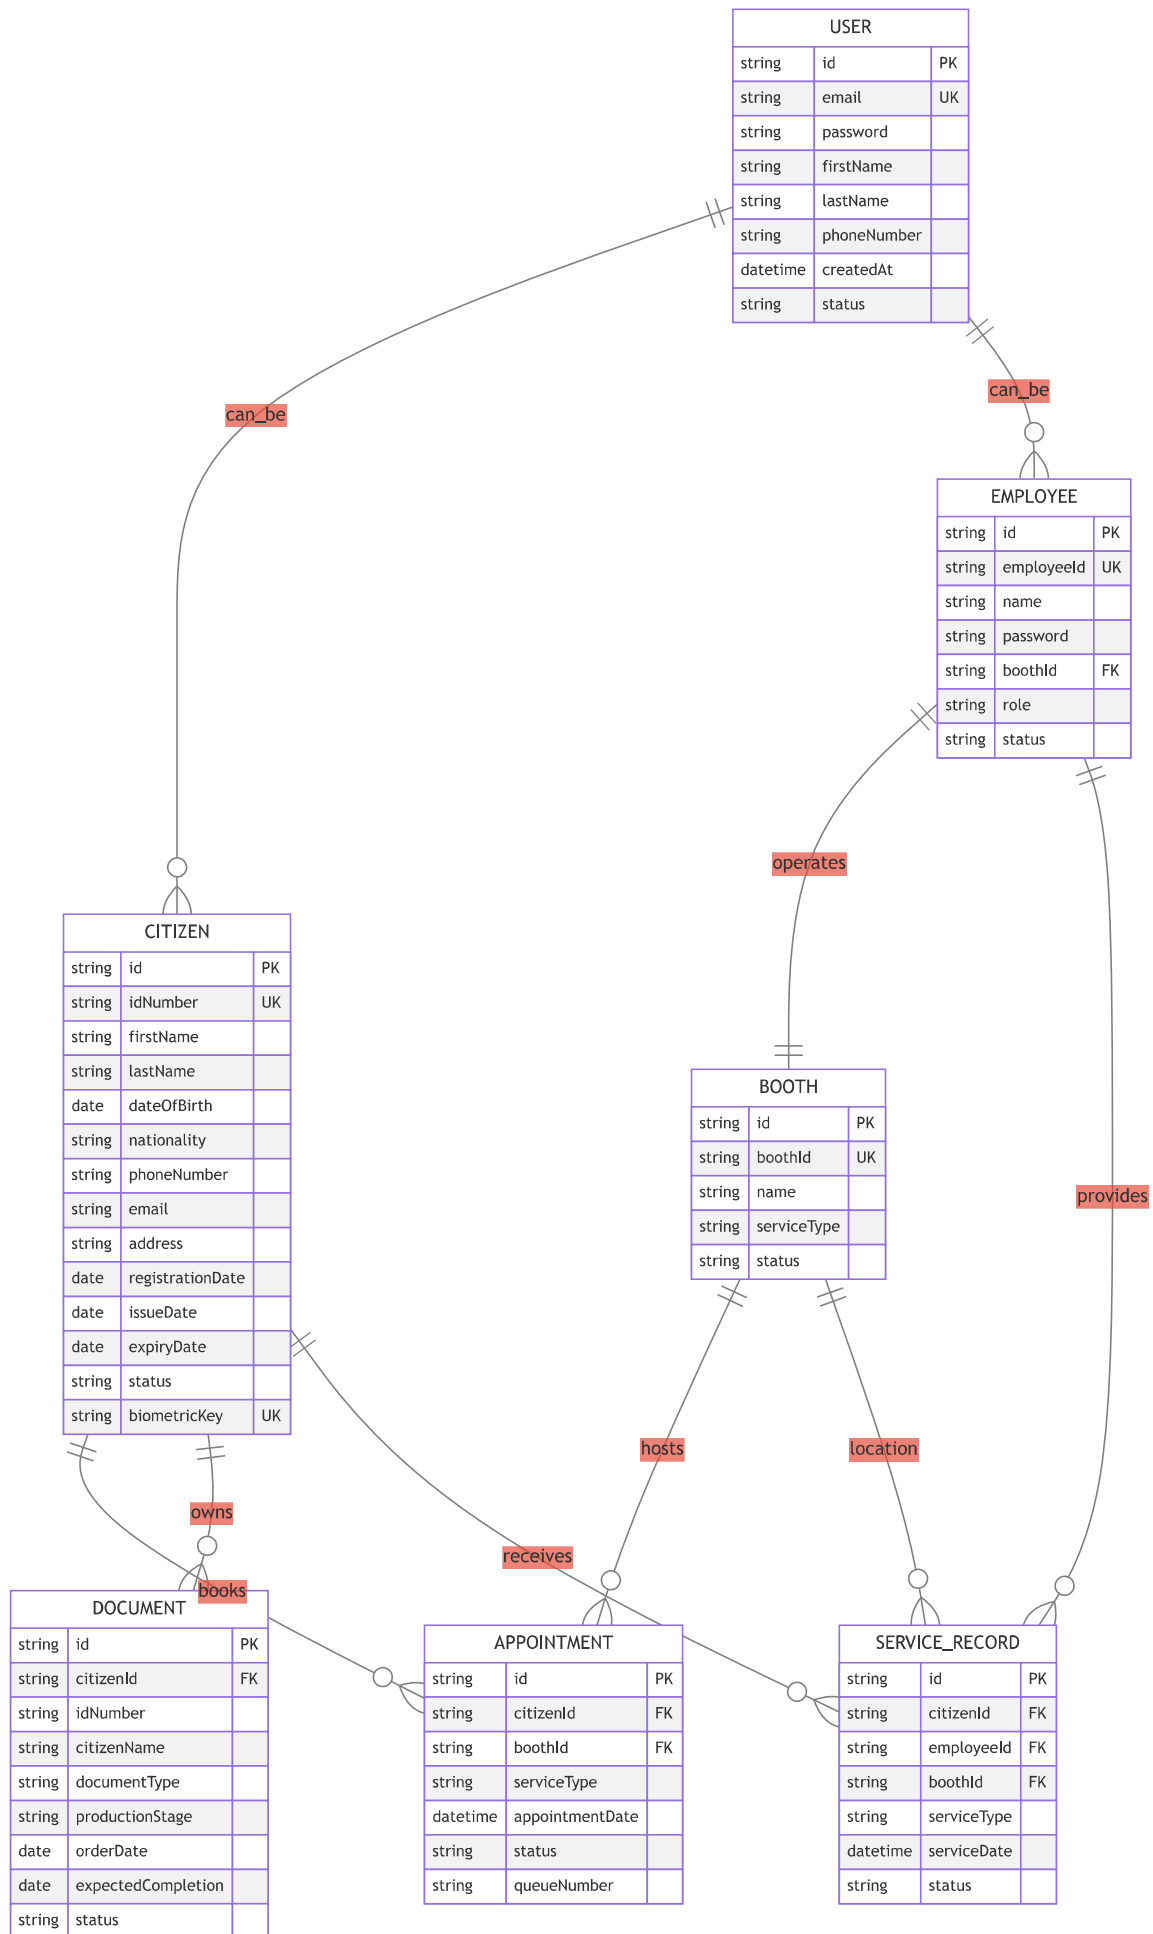 USER
string id PK
string email UK
string password
string firstName
string lastName
string phoneNumber
datetime createdAt
string status
can_be
can_be
EMPLOYEE
string id PK
string employeeId UK
string name
string password
string boothId FK
string role
string status
operates
CITIZEN
string id PK
string idNumber UK
string firstName
string lastName
date dateOfBirth
string nationality
string phoneNumber
string email
string address
date registrationDate
date issueDate
date expiryDate
string status
string biometricKey UK
BOOTH
string id PK
string boothId UK
string name
string serviceType
string status
provides
hosts
location
owns
receives
books
DOCUMENT
string id PK
string citizenId FK
string idNumber
string citizenName
string documentType
string productionStage
date orderDate
date expectedCompletion
string status
APPOINTMENT
string id PK
string citizenId FK
string boothId FK
string serviceType
datetime appointmentDate
string status
string queueNumber
SERVICE_RECORD
string id PK
string citizenId FK
string employeeId FK
string boothId FK
string serviceType
datetime serviceDate
string status